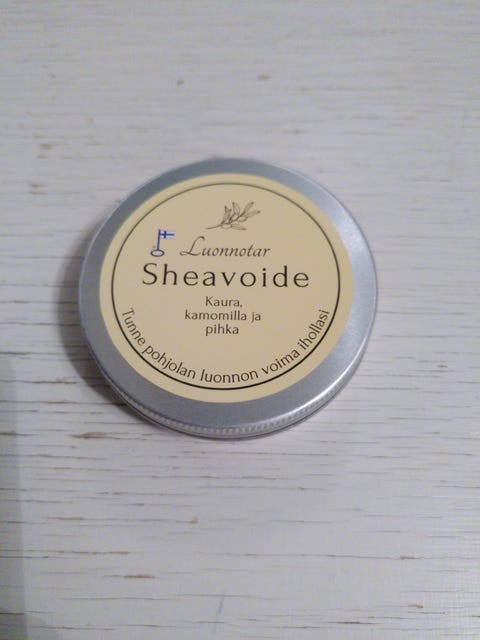 Luonnotar
Sheavoide
Kaura,
kamomilla ja
pihka
Tunne pohjolan luonnon voima ihollasi